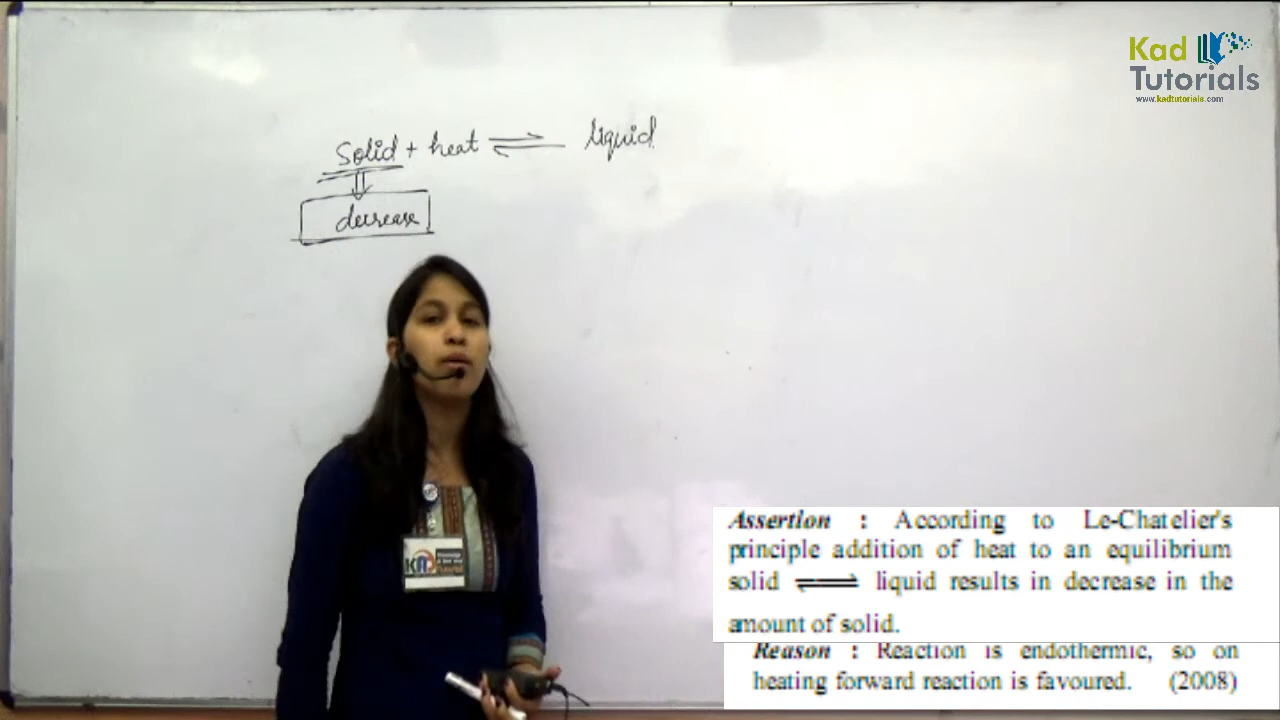 Kad
Tutorials
www.kadtutorials.com
Solid + heat ⇌ liquid
decrease
Assertion : According to Le-Chatelier's
principle addition of heat to an equilibrium
solid ⇌ liquid results in decrease in the
amount of solid.
Reason : Reaction is endothermic, so on
heating forward reaction is favoured. (2008)